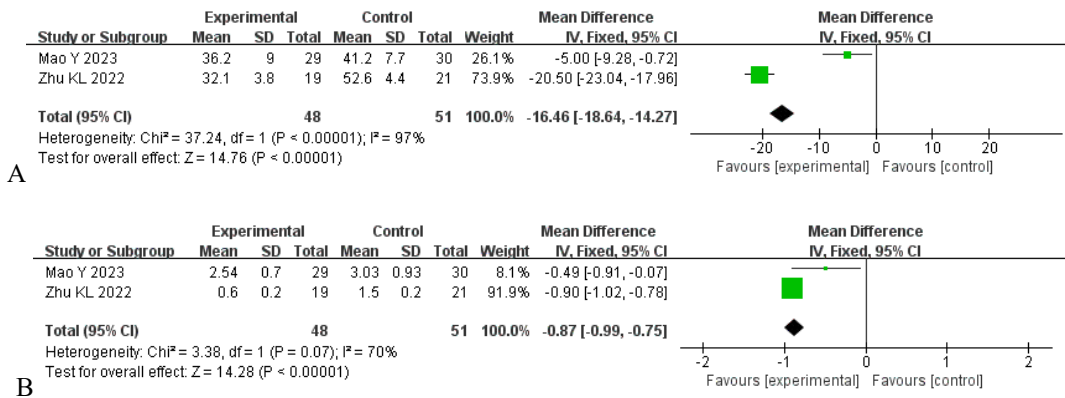 Experimental Control Mean Difference Mean Difference
Study or Subgroup Mean SD Total Mean SD Total Weight IV, Fixed, 95% CI IV, Fixed, 95% CI
Mao Y 2023 36.2 9 29 41.2 7.7 30 26.1% -5.00 [-9.28, -0.72]
Zhu KL 2022 32.1 3.8 19 52.6 4.4 21 73.9% -20.50 [-23.04, -17.96]
Total (95% CI) 48 51 100.0% -16.46 [-18.64, -14.27]
Heterogeneity: Chi² = 37.24, df = 1 (P < 0.00001); I² = 97%
Test for overall effect: Z = 14.76 (P < 0.00001)
-20 -10 0 10 20
Favours [experimental] Favours [control]
A
Experimental Control Mean Difference Mean Difference
Study or Subgroup Mean SD Total Mean SD Total Weight IV, Fixed, 95% CI IV, Fixed, 95% CI
Mao Y 2023 2.54 0.7 29 3.03 0.93 30 8.1% -0.49 [-0.91, -0.07]
Zhu KL 2022 0.6 0.2 19 1.5 0.2 21 91.9% -0.90 [-1.02, -0.78]
Total (95% CI) 48 51 100.0% -0.87 [-0.99, -0.75]
Heterogeneity: Chi² = 3.38, df = 1 (P = 0.07); I² = 70%
Test for overall effect: Z = 14.28 (P < 0.00001)
-2 -1 0 1 2
Favours [experimental] Favours [control]
B